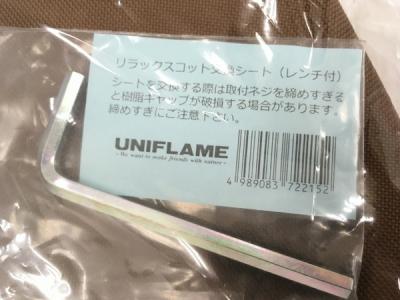 リラックスコット交換シート（レンチ付）
シートを交換する際は取付ネジを締めすぎる
と樹脂キャップが破損する場合があります。
締めすぎにご注意下さい。
UNIFLAME
- We want to make friends with nature -
4 989083 722152